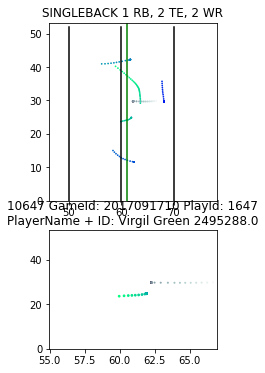 SINGLEBACK 1 RB, 2 TE, 2 WR
50
40
30
20
10
0
50 60 70
10647 GameId: 2017091710 PlayId: 1647
PlayerName + ID: Virgil Green 2495288.0
40
20
0
55.0 57.5 60.0 62.5 65.0